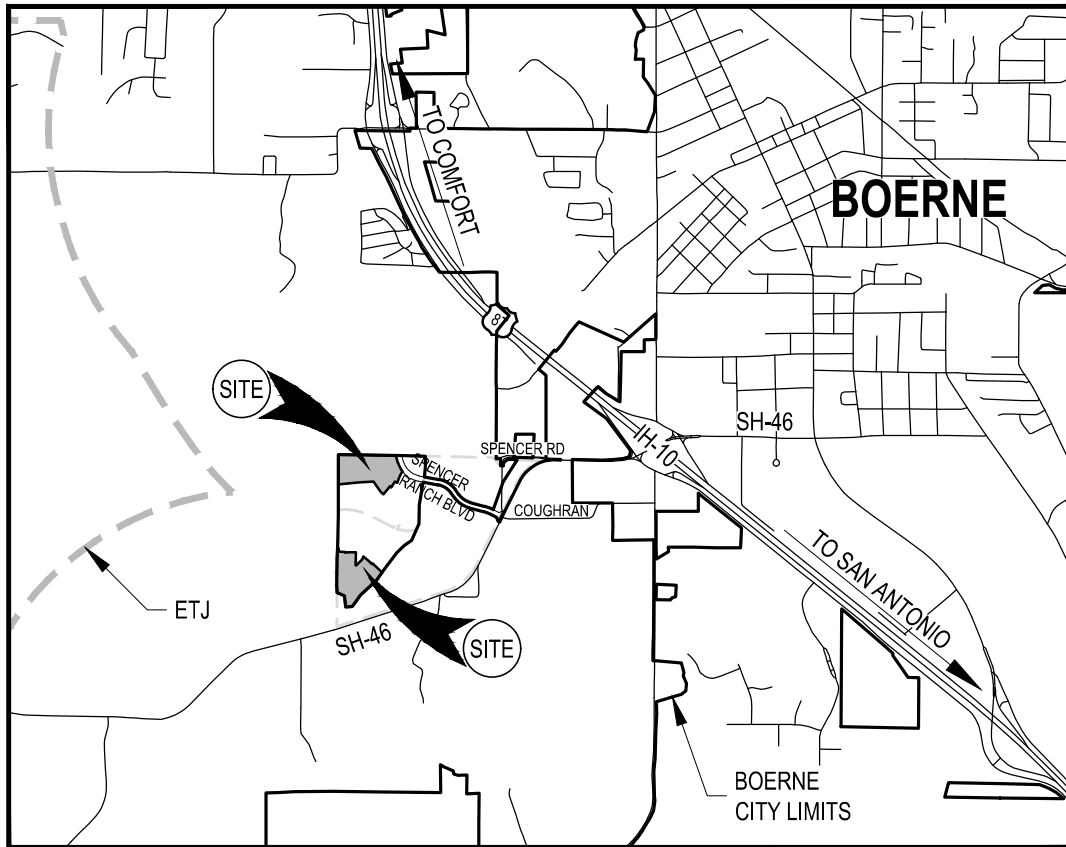 TO COMFORT
BOERNE
8
SITE
SH-46
IH-10
SPENCER RD
SPENCER
RANCH BLVD
COUGHRAN
TO SAN ANTONIO
ETJ
SH-46
SITE
BOERNE
CITY LIMITS